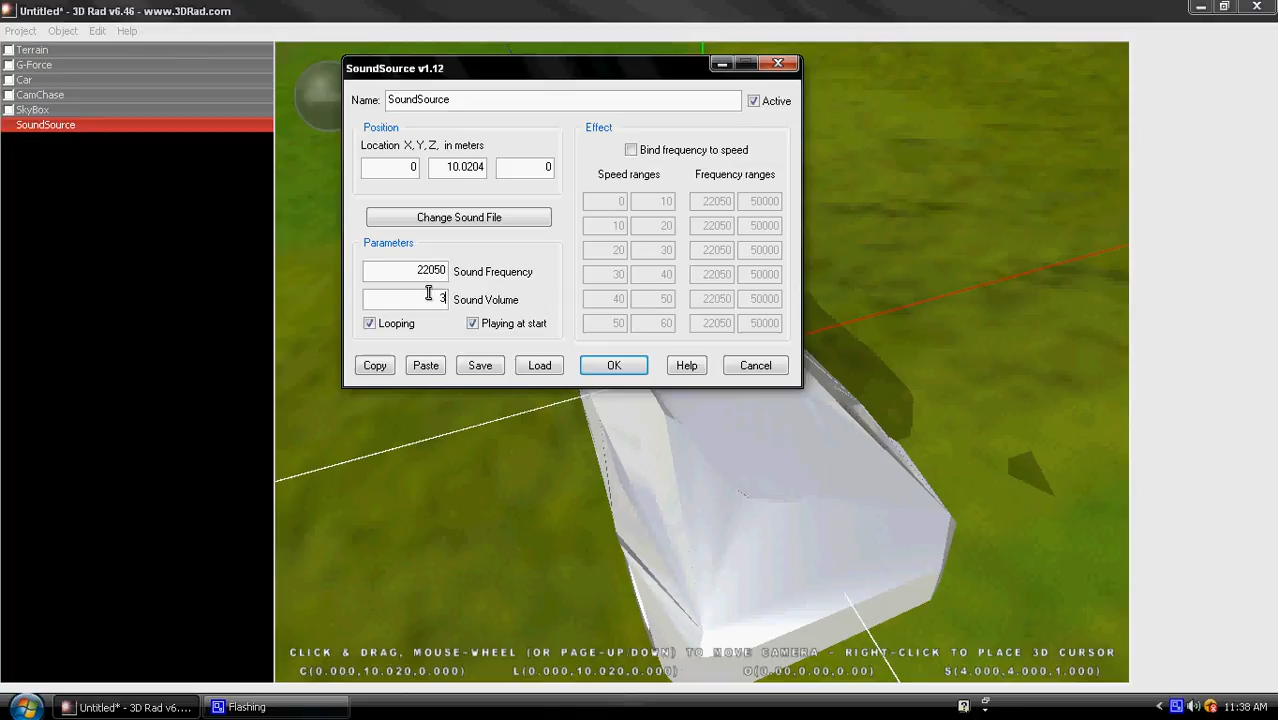 Untitled* - 3D Rad v6.46 - www.3DRad.com
Project Object Edit Help
Terrain
G-Force
Car
CamChase
SkyBox
SoundSource
SoundSource v1.12
Name: SoundSource Active
Position
Location X, Y, Z, in meters
0 10.0204 0
Change Sound File
Parameters
22050 Sound Frequency
3 Sound Volume
Looping Playing at start
Effect
Bind frequency to speed
Speed ranges Frequency ranges
0 10 22050 50000
10 20 22050 50000
20 30 22050 50000
30 40 22050 50000
40 50 22050 50000
50 60 22050 50000
Copy Paste Save Load OK Help Cancel
CLICK & DRAG, MOUSE-WHEEL (OR PAGE-UP/DOWN) TO MOVE CAMERA - RIGHT-CLICK TO PLACE 3D CURSOR
C(0.000,10.020,0.000) L(0.000,10.020,0.000) O(0.00,0.00,0.00) S(4.000,4.000,1.000)
Untitled* - 3D Rad v6.... Flashing 11:38 AM